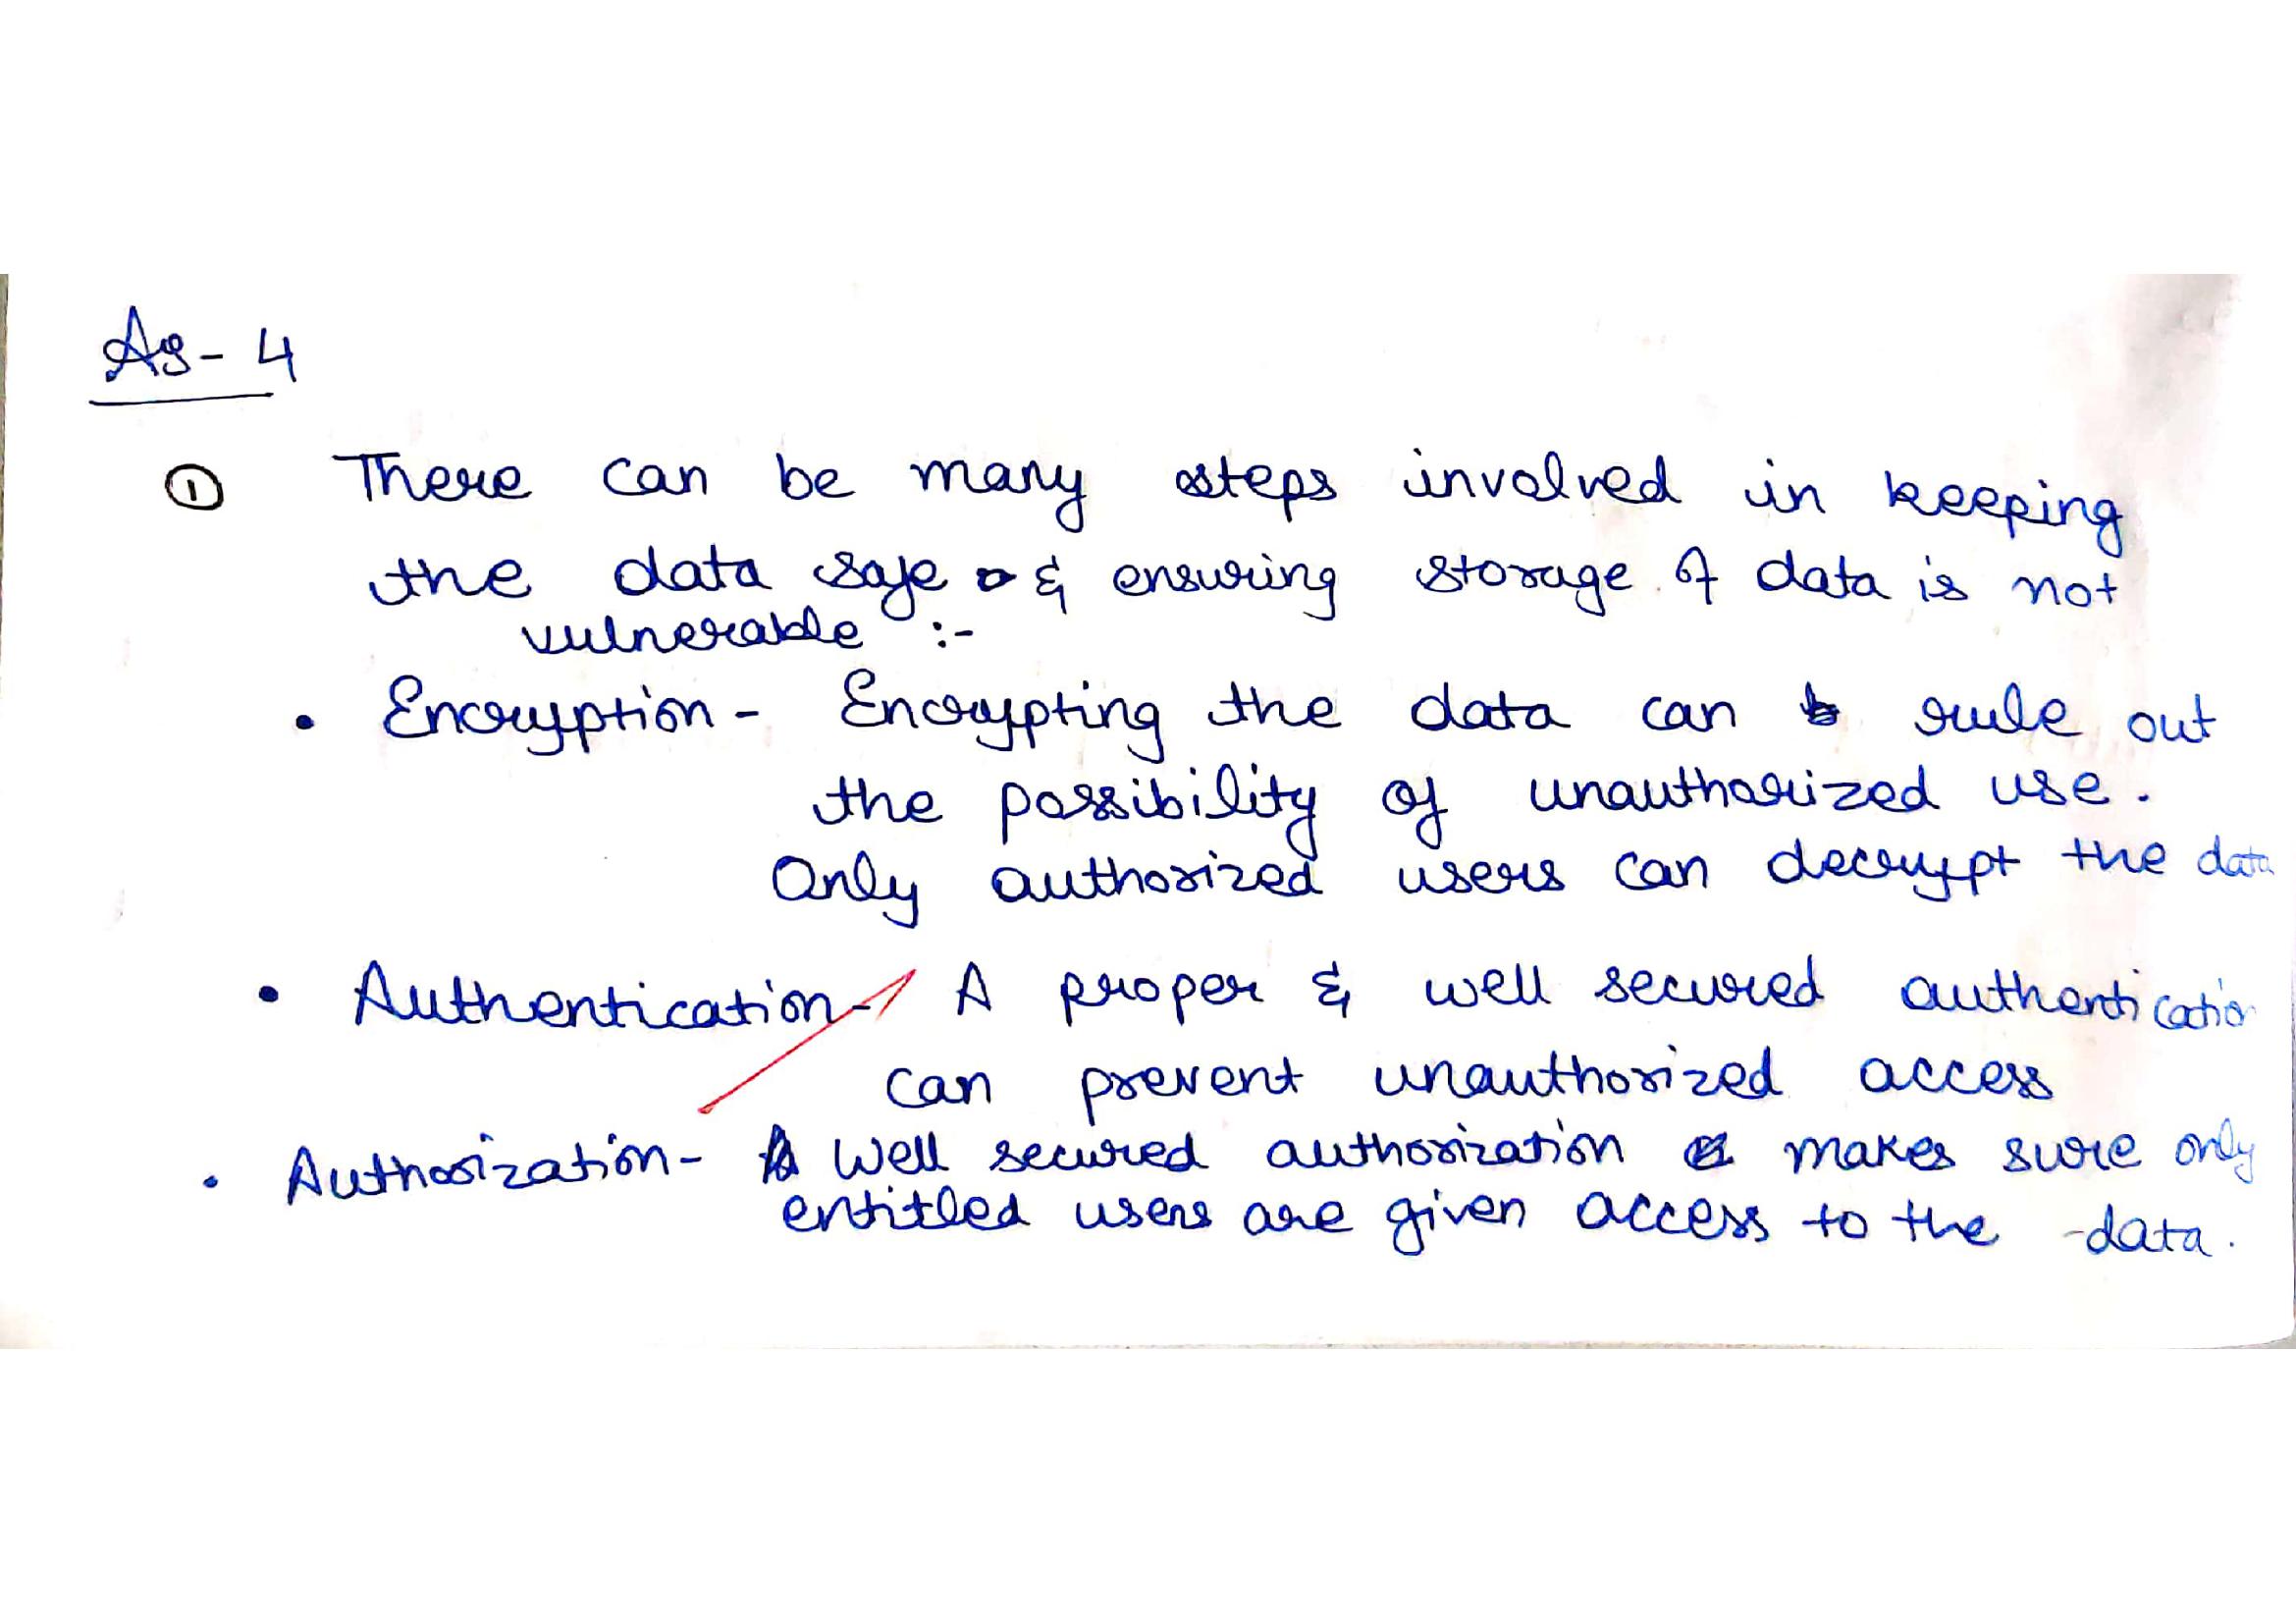 As - 4
① There can be many steps involved in keeping
the data safe & ensuring storage of data is not
vulnerable :-
• Encryption - Encrypting the data can rule out
the possibility of unauthorized use.
Only authorized users can decrypt the data
• Authentication - A proper & well secured authentication
can prevent unauthorized access
• Authorization - Well secured authorization makes sure only
entitled users are given access to the data.